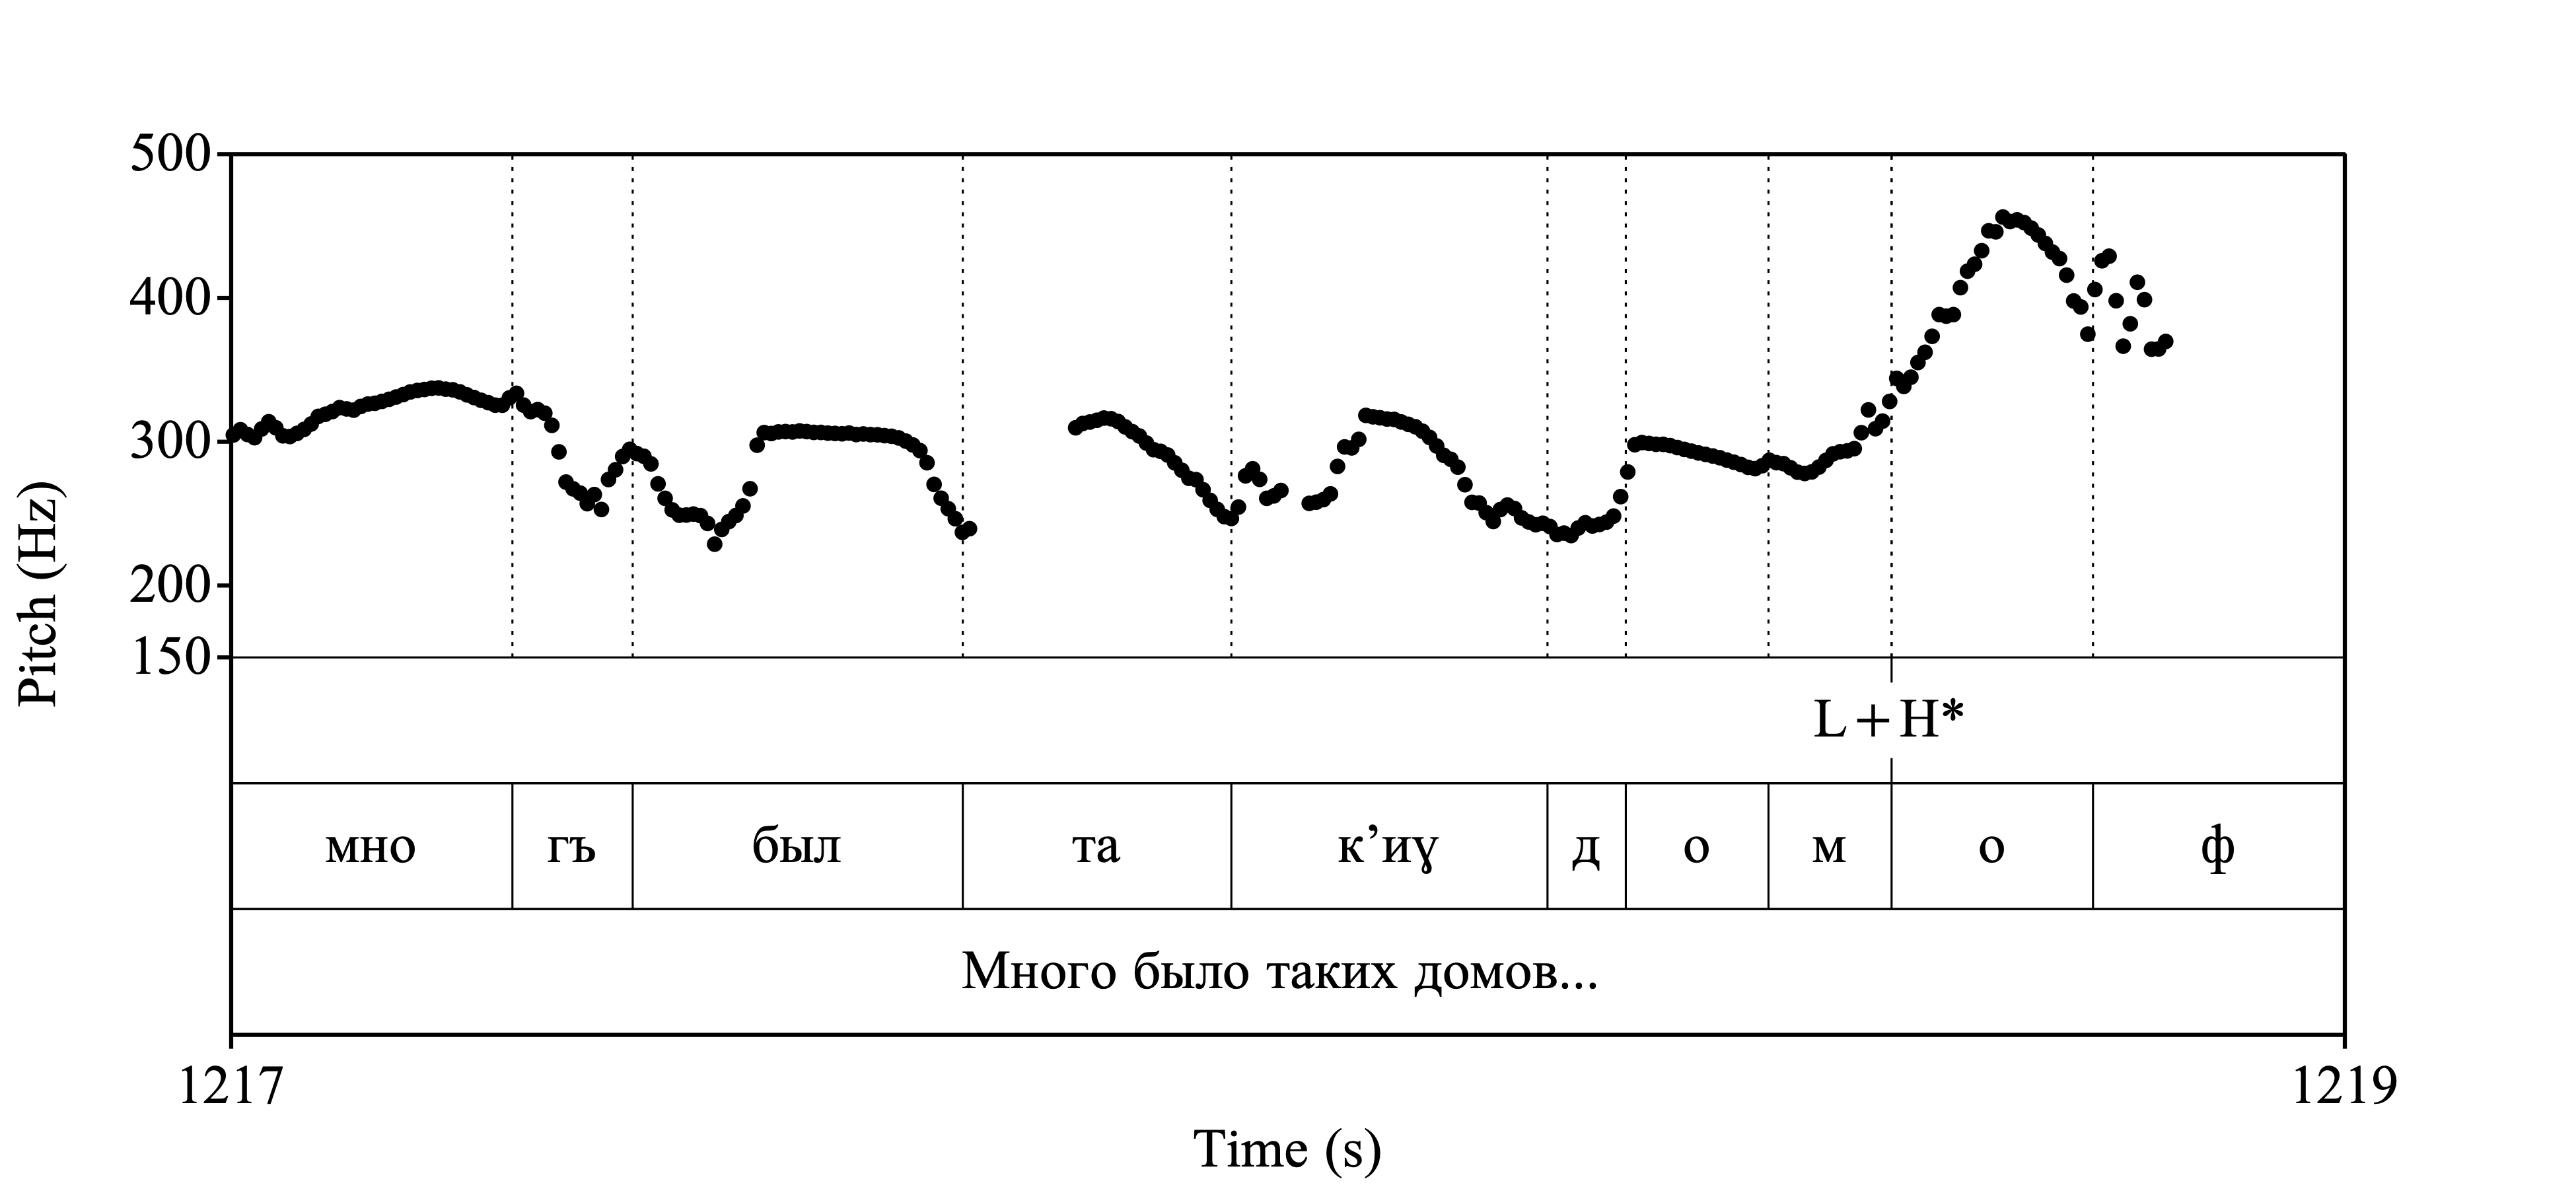 500
400
300
200
150
Pitch (Hz)
L+H*
мно гъ был та к’иɣ д о м о ф
Много было таких домов...
1217 1219
Time (s)